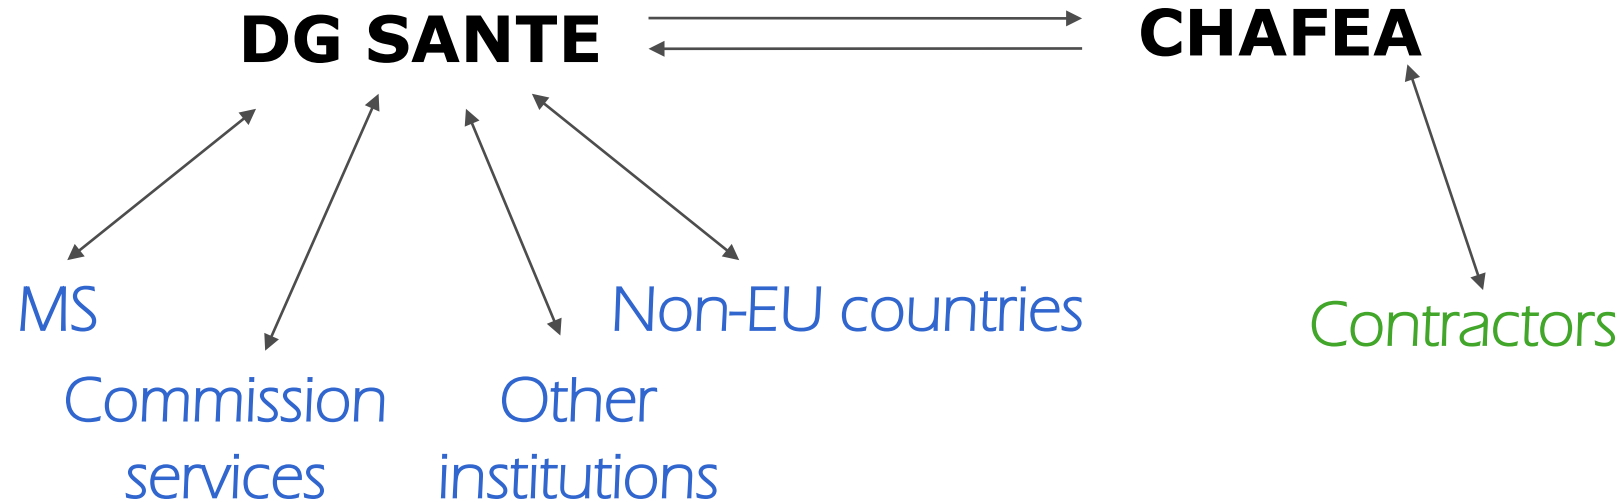 DG SANTE
CHAFEA
MS
Non-EU countries
Contractors
Commission
services
Other
institutions